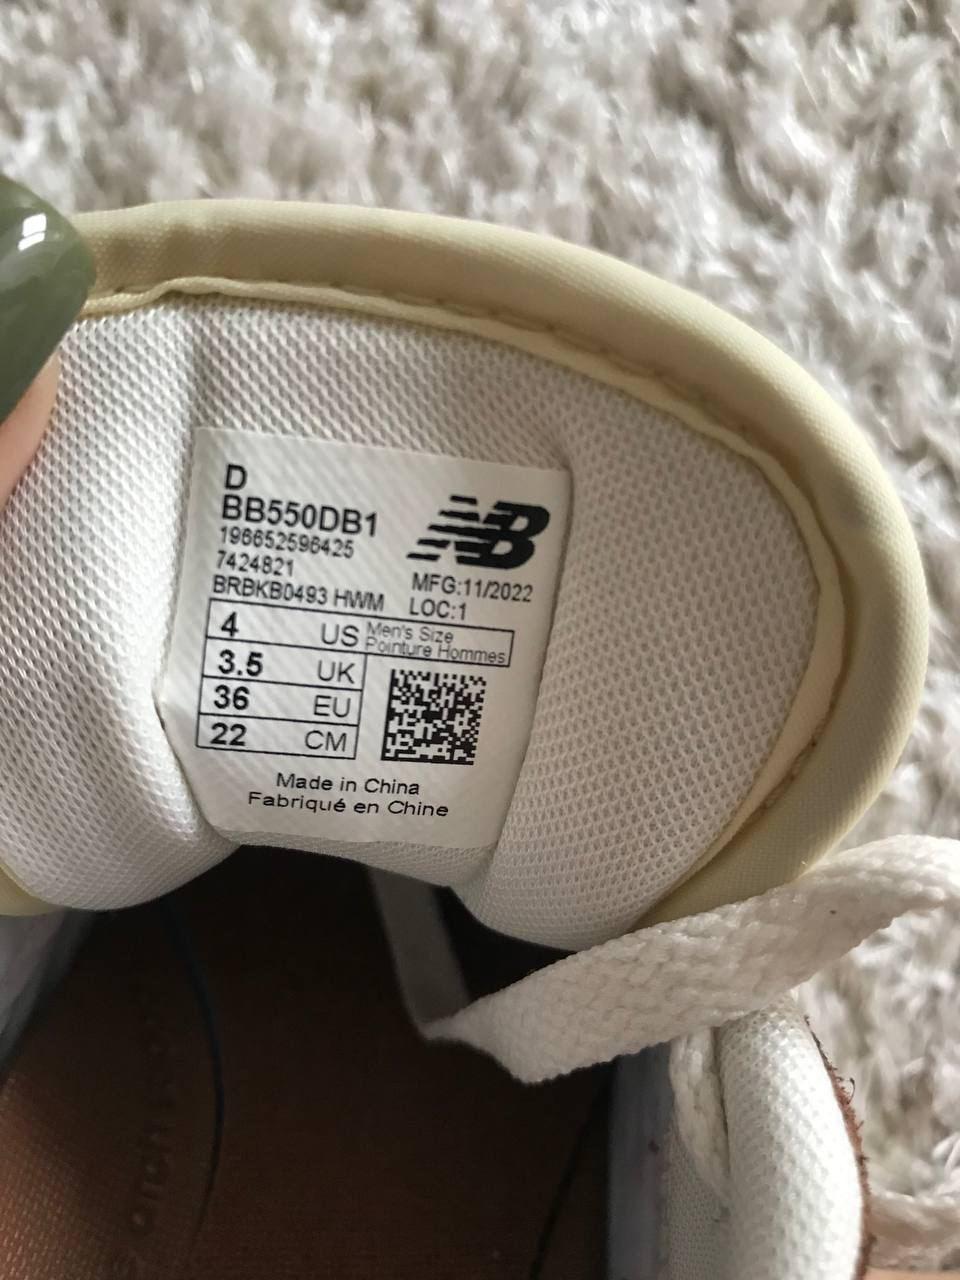 D
BB550DB1
196652596425
7424821
BRBKB0493 HWM
NB
MFG:11/2022
LOC:1
4 US Men's Size
Pointure Hommes
3.5 UK
36 EU
22 CM
Made in China
Fabriqué en Chine